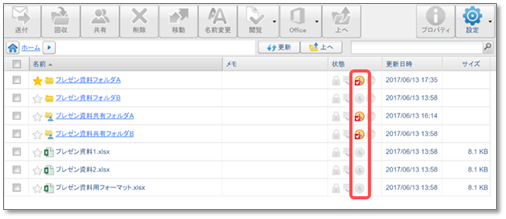 送付 回収 共有 削除 移動 名前変更 閲覧 Office 上へ プロパティ 設定
ホーム 更新 上へ
名前 メモ 状態 更新日時 サイズ
プレゼン資料フォルダA 2017/06/13 17:35
プレゼン資料フォルダB 2017/06/13 13:58
プレゼン資料共有フォルダA 2017/06/13 16:14
プレゼン資料共有フォルダB 2017/06/13 13:58
プレゼン資料1.xlsx 2017/06/13 13:58 8.1 KB
プレゼン資料2.xlsx 2017/06/13 13:58 8.1 KB
プレゼン資料用フォーマット.xlsx 2017/06/13 13:58 8.1 KB